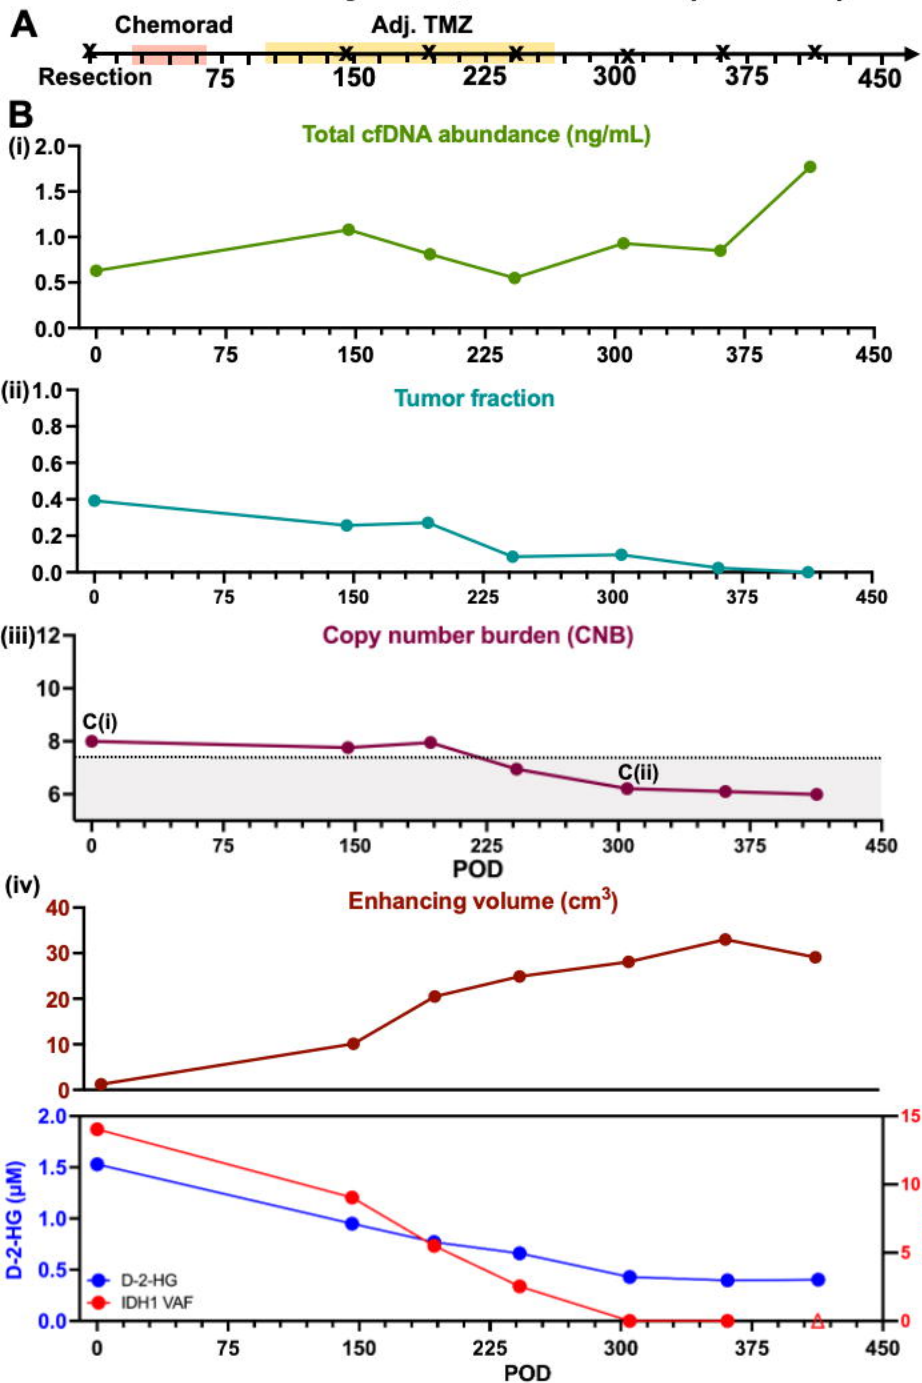 A
Chemorad
Adj. TMZ
x x x x x x x
Resection 75 150 225 300 375 450
B
(i)
Total cfDNA abundance (ng/mL)
2.0
1.5
1.0
0.5
0.0
0 75 150 225 300 375 450
(ii)
Tumor fraction
1.0
0.8
0.6
0.4
0.2
0.0
0 75 150 225 300 375 450
(iii)
Copy number burden (CNB)
12
10
8
6
C(i)
C(ii)
0 75 150 225 300 375 450
POD
(iv)
Enhancing volume (cm3)
40
30
20
10
0
D-2-HG (μM)
2.0
1.5
1.0
0.5
0.0
15
10
5
0
D-2-HG
IDH1 VAF
0 75 150 225 300 375 450
POD